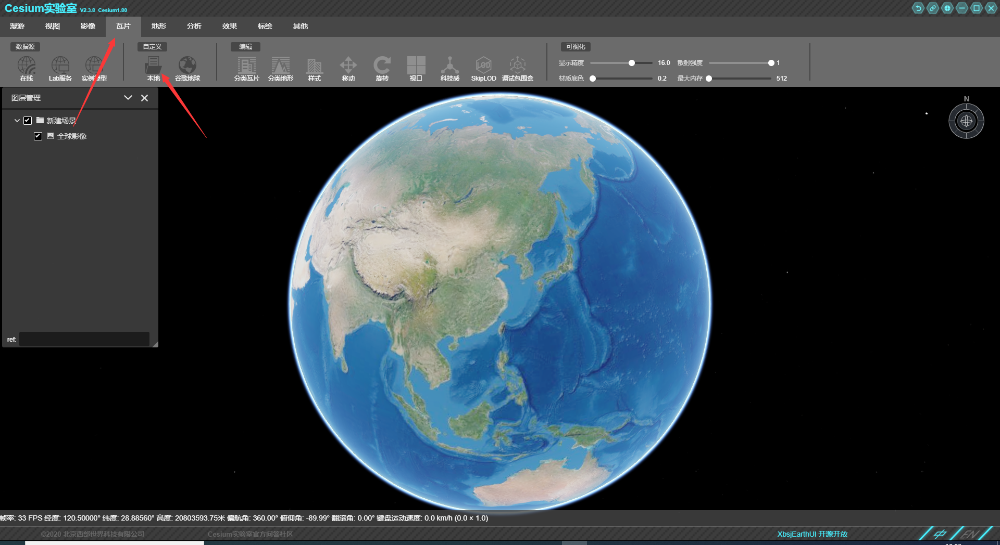 Cesium实验室 V2.3.8 Cesium1.80
漫游 视图 影像 瓦片 地形 分析 效果 标绘 其他
数据源 自定义 编辑 可视化
显示精度 16.0 散射强度 1
在线 Lab服务 实例模型 本地 谷歌地球 分类瓦片 分类地形 样式 移动 旋转 视口 科技感 LOD SkipLOD 调试包围盒
材质底色 0.2 最大内存 512
图层管理
N
新建场景
全球影像
ref:
帧率: 33 FPS 经度: 120.50000° 纬度: 28.88560° 高度: 20803593.75米 偏航角: 360.00° 俯仰角: -89.99° 翻滚角: 0.00° 键盘运动速度: 0.0 km/h (0.0 × 1.0)
©2020 北京西部世界科技有限公司 Cesium实验室官方问答社区 XbsjEarthUI 开源开放 中 EN